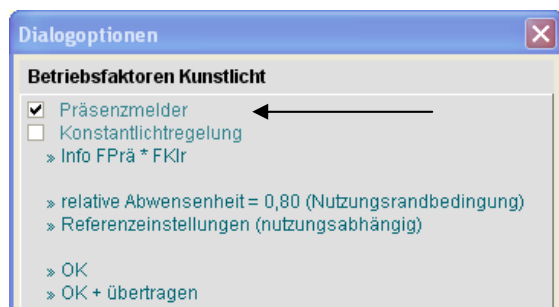 Dialogoptionen
Betriebsfaktoren Kunstlicht
Präsenzmelder
Konstantlichtregelung
» Info FPrä * FKlr
» relative Abwensenheit = 0,80 (Nutzungsrandbedingung)
» Referenzeinstellungen (nutzungsabhängig)
» OK
» OK + übertragen